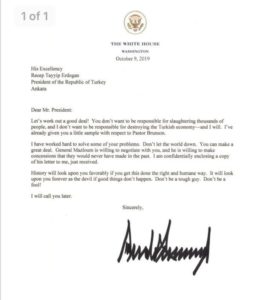 1 of 1
THE WHITE HOUSE
WASHINGTON
October 9, 2019
His Excellency
Recep Tayyip Erdogan
President of the Republic of Turkey
Ankara
Dear Mr. President:
Let's work out a good deal! You don't want to be responsible for slaughtering thousands of
people, and I don't want to be responsible for destroying the Turkish economy—and I will. I've
already given you a little sample with respect to Pastor Brunson.
I have worked hard to solve some of your problems. Don't let the world down. You can make a
great deal. General Mazloum is willing to negotiate with you, and he is willing to make
concessions that they would never have made in the past. I am confidentially enclosing a copy
of his letter to me, just received.
History will look upon you favorably if you get this done the right and humane way. It will look
upon you forever as the devil if good things don't happen. Don't be a tough guy. Don't be a
fool!
I will call you later.
Sincerely,